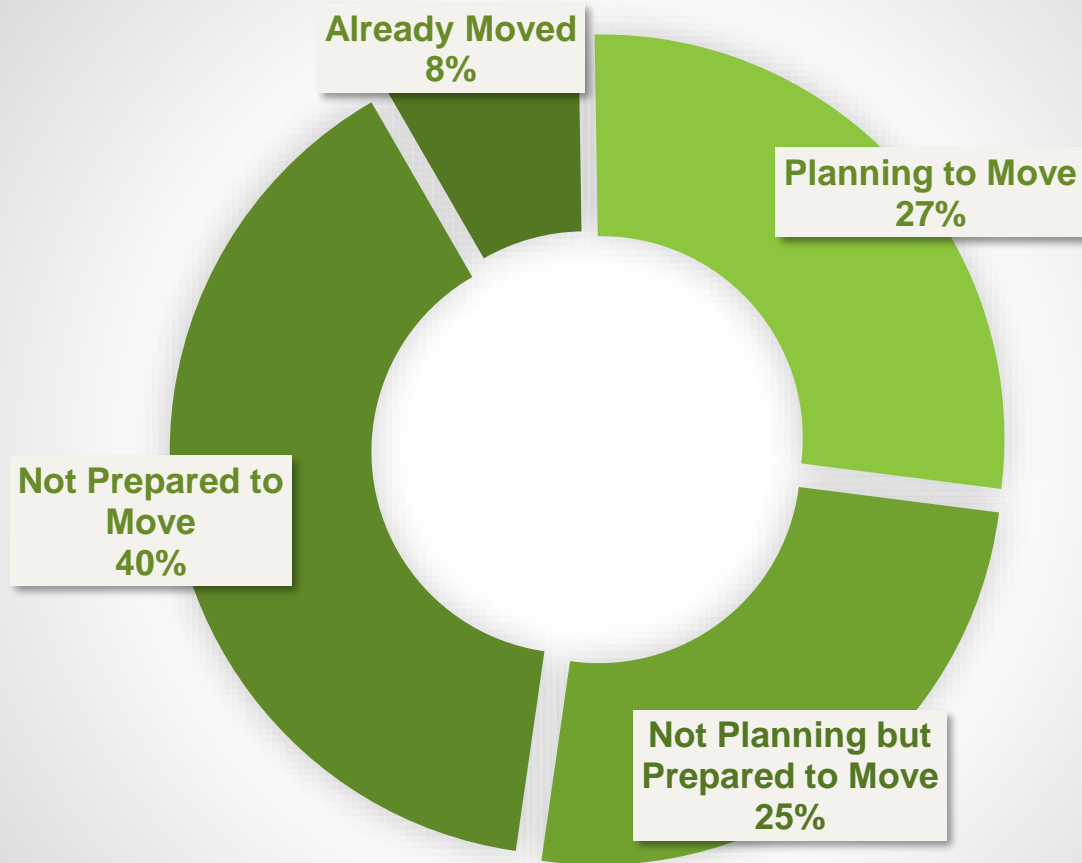 Already Moved
8%
Planning to Move
27%
Not Prepared to
Move
40%
Not Planning but
Prepared to Move
25%